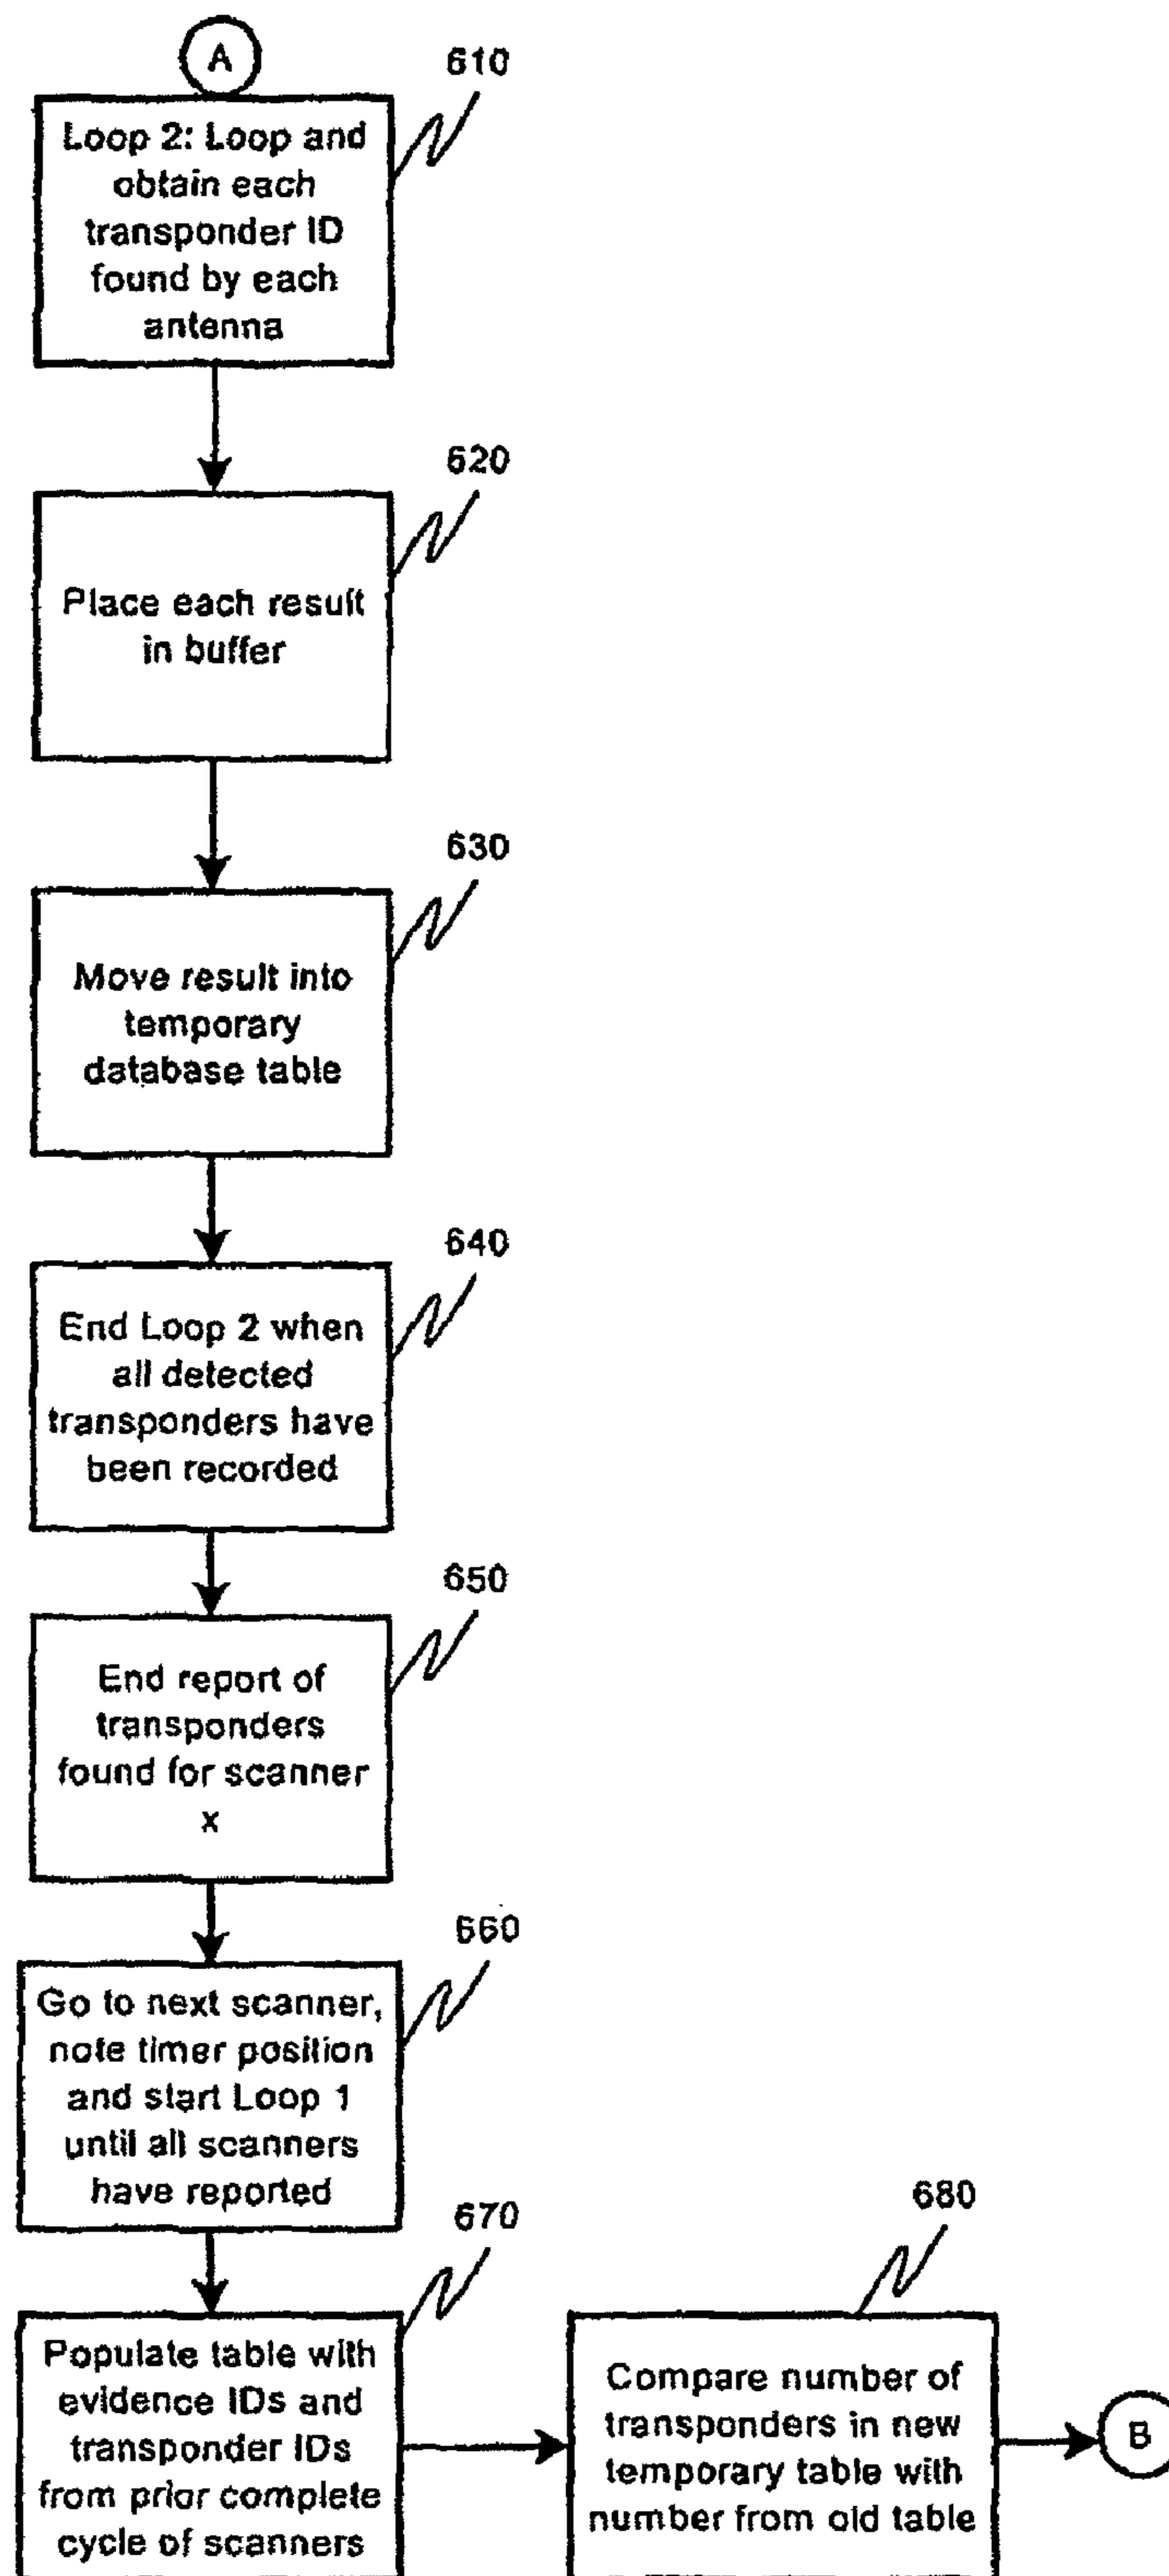 A
610
Loop 2: Loop and
obtain each
transponder ID
found by each
antenna
620
Place each result
in buffer
630
Move result into
temporary
database table
640
End Loop 2 when
all detected
transponders have
been recorded
650
End report of
transponders
found for scanner
x
660
Go to next scanner,
note timer position
and start Loop 1
until all scanners
have reported
670
Populate table with
evidence IDs and
transponder IDs
from prior complete
cycle of scanners
680
Compare number of
transponders in new
temporary table with
number from old table
B